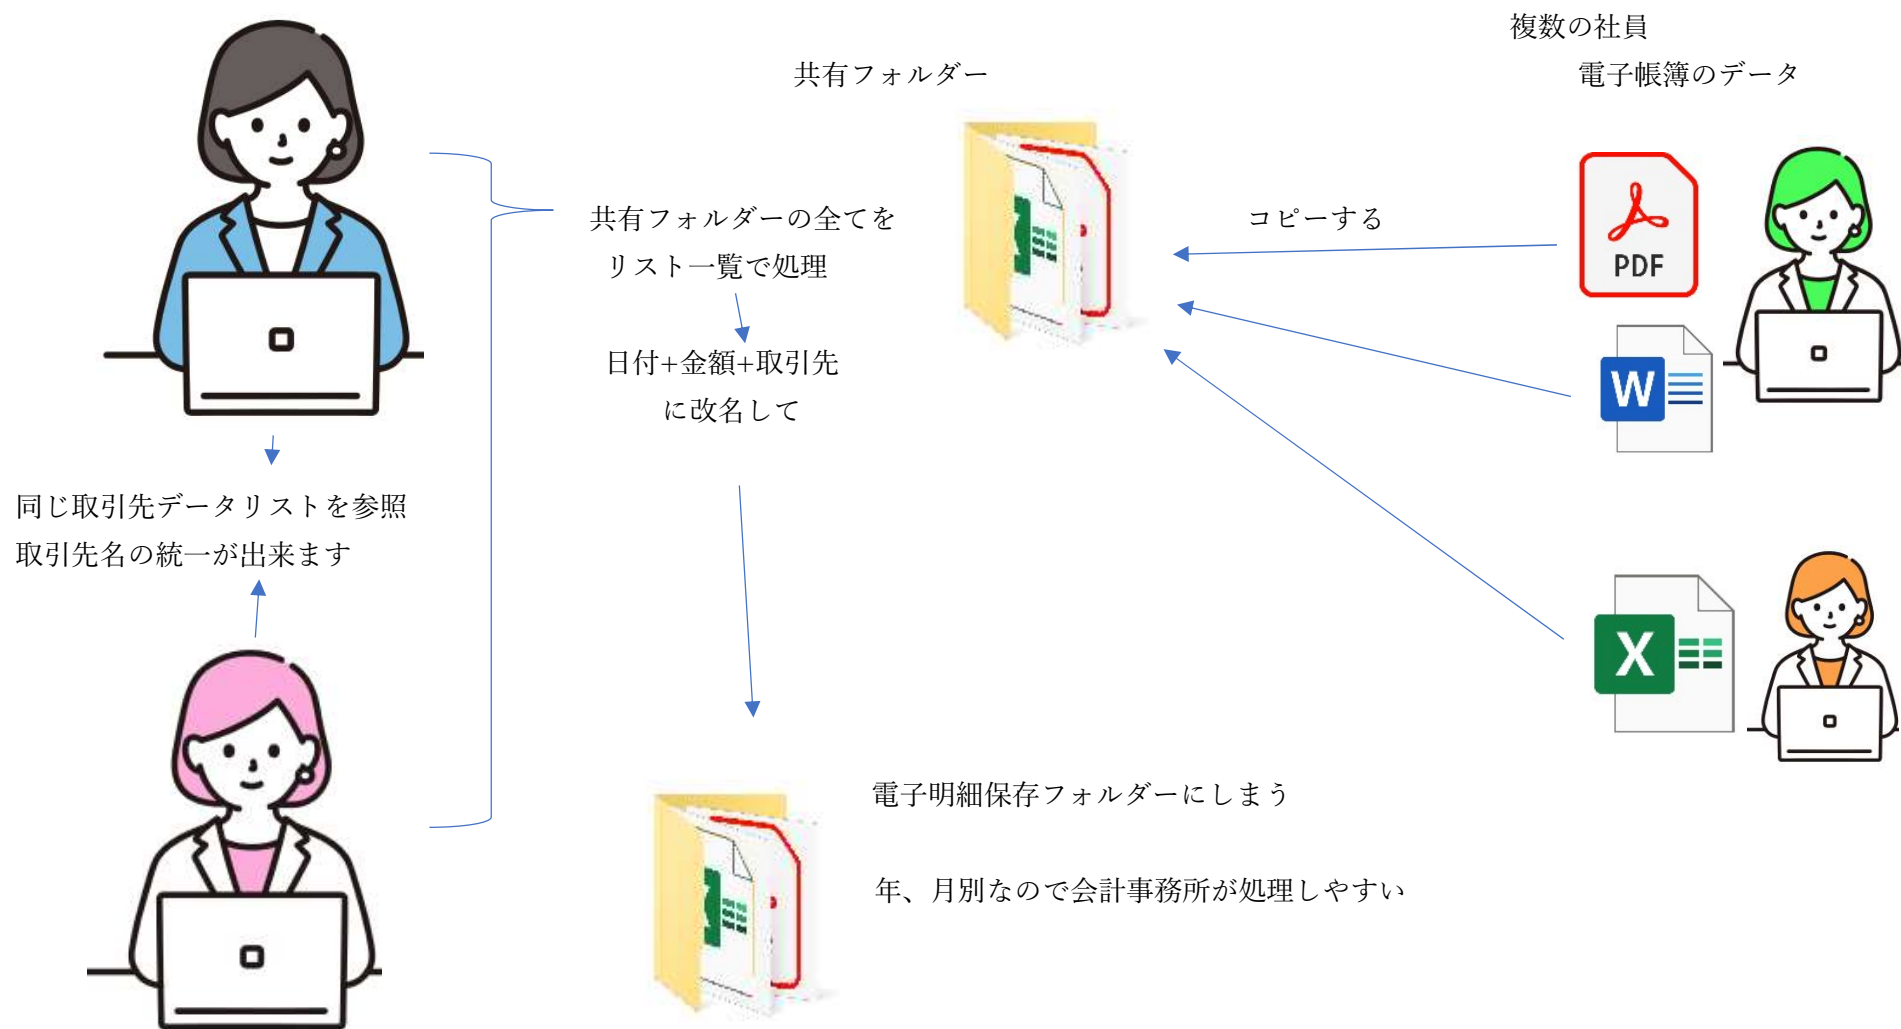 複数の社員
電子帳簿のデータ
共有フォルダー
コピーする
PDF
W
X
共有フォルダーの全てを
リスト一覧で処理
日付+金額+取引先
に改名して
同じ取引先データリストを参照
取引先名の統一が出来ます
電子明細保存フォルダーにしまう
年、月別なので会計事務所が処理しやすい